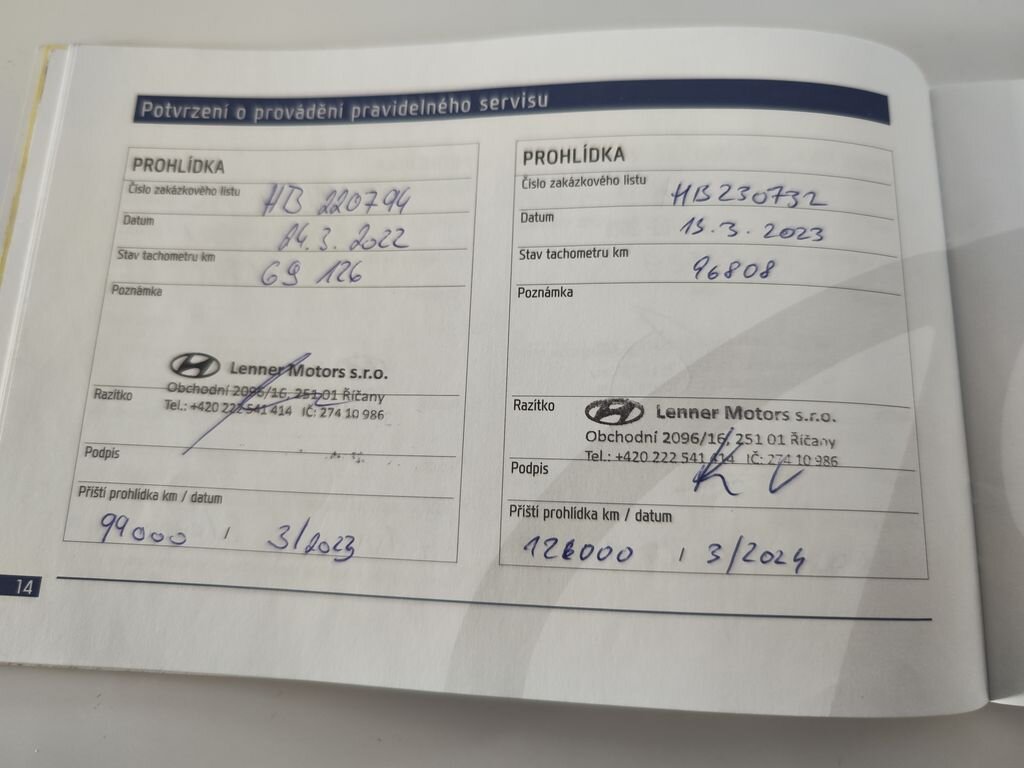 Potvrzení o provádění pravidelného servisu
PROHLÍDKA
Číslo zakázkového listu HB 220794
Datum 24.3.2022
Stav tachometru km 69 126
Poznámka
Lenner Motors s.r.o.
Obchodní 2096/16, 251 01 Říčany
Razítko
Tel.: +420 222 541 414 IČ: 274 10 986
Podpis
Příští prohlídka km / datum
99000 / 3/2023
PROHLÍDKA
Číslo zakázkového listu HB230732
Datum 15.3.2023
Stav tachometru km 96808
Poznámka
Razítko
Lenner Motors s.r.o.
Obchodní 2096/16, 251 01 Říčany
Tel.: +420 222 541 414 IČ: 274 10 986
Podpis
Příští prohlídka km / datum
126000 / 3/2024
14